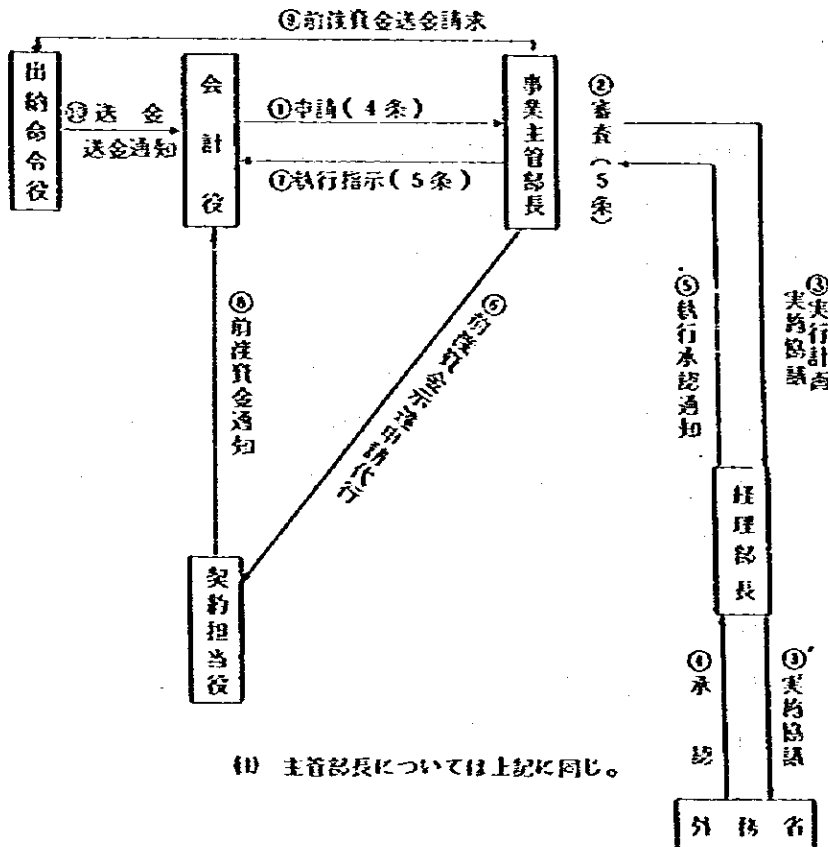 ⑨前渡資金送金請求
出納命令役
⑩送金
送金通知
会計役
①申請(4条)
⑦執行指示(5条)
事業主管部長
②審査(5条)
⑧前渡資金通知
⑥前渡資金示達申請代行
⑤執行承認通知
③実行計画
実務協議
経理部長
契約担当役
④承認
③'実務協議
(1) 主管部長については上記に同じ。
外務省